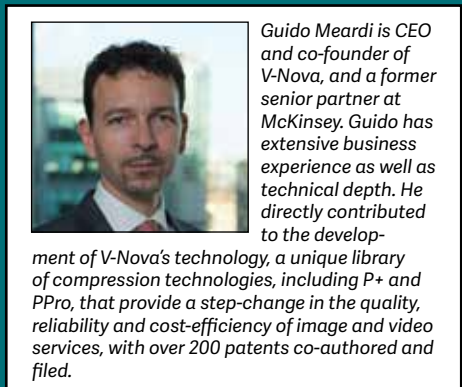 Guido Meardi is CEO
and co-founder of
V-Nova, and a former
senior partner at
McKinsey. Guido has
extensive business
experience as well as
technical depth. He
directly contributed
to the develop-
ment of V-Nova's technology, a unique library
of compression technologies, including P+ and
PPro, that provide a step-change in the quality,
reliability and cost-efficiency of image and video
services, with over 200 patents co-authored and
filed.